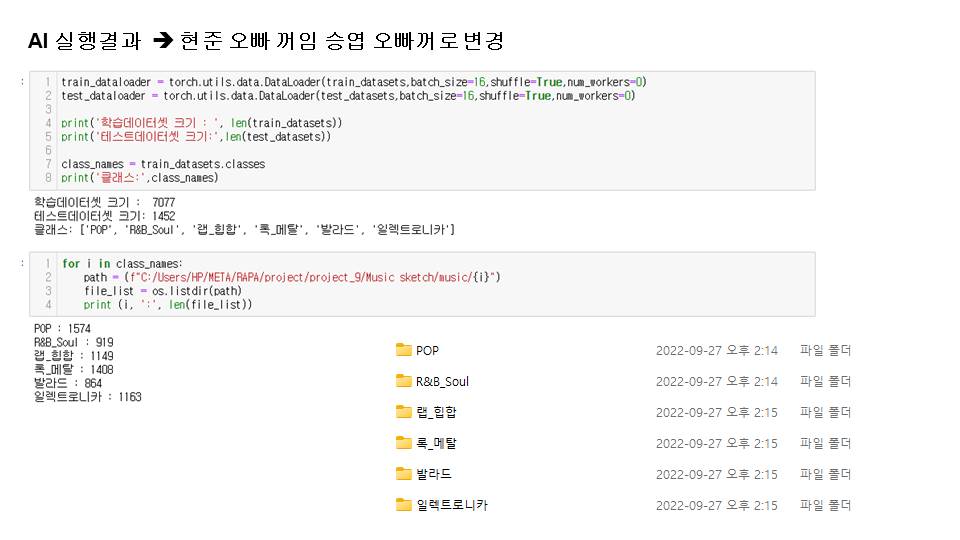 AI 실행결과 → 현준 오빠 꺼임 승엽 오빠꺼로변경
:
1 train_dataloader = torch.utils.data.DataLoader(train_datasets,batch_size=16,shuffle=True,num_workers=0)
2 test_dataloader = torch.utils.data.DataLoader(test_datasets,batch_size=16,shuffle=True,num_workers=0)
3
4 print('학습데이터셋 크기 : ', len(train_datasets))
5 print('테스트데이터셋 크기:',len(test_datasets))
6
7 class_names = train_datasets.classes
8 print('클래스:',class_names)
학습데이터셋 크기 :  7077
테스트데이터셋 크기: 1452
클래스: ['POP', 'R&B_Soul', '랩_힙합', '록_메탈', '발라드', '일렉트로니카']
:
1 for i in class_names:
2     path = (f"C:/Users/HP/META/RAPA/project/project_9/Music sketch/music/{i}")
3     file_list = os.listdir(path)
4     print (i, ':', len(file_list))
POP : 1574
R&B_Soul : 919
랩_힙합 : 1149
록_메탈 : 1408
발라드 : 864
일렉트로니카 : 1163
POP 2022-09-27 오후 2:14 파일 폴더
R&B_Soul 2022-09-27 오후 2:14 파일 폴더
랩_힙합 2022-09-27 오후 2:15 파일 폴더
록_메탈 2022-09-27 오후 2:15 파일 폴더
발라드 2022-09-27 오후 2:15 파일 폴더
일렉트로니카 2022-09-27 오후 2:15 파일 폴더